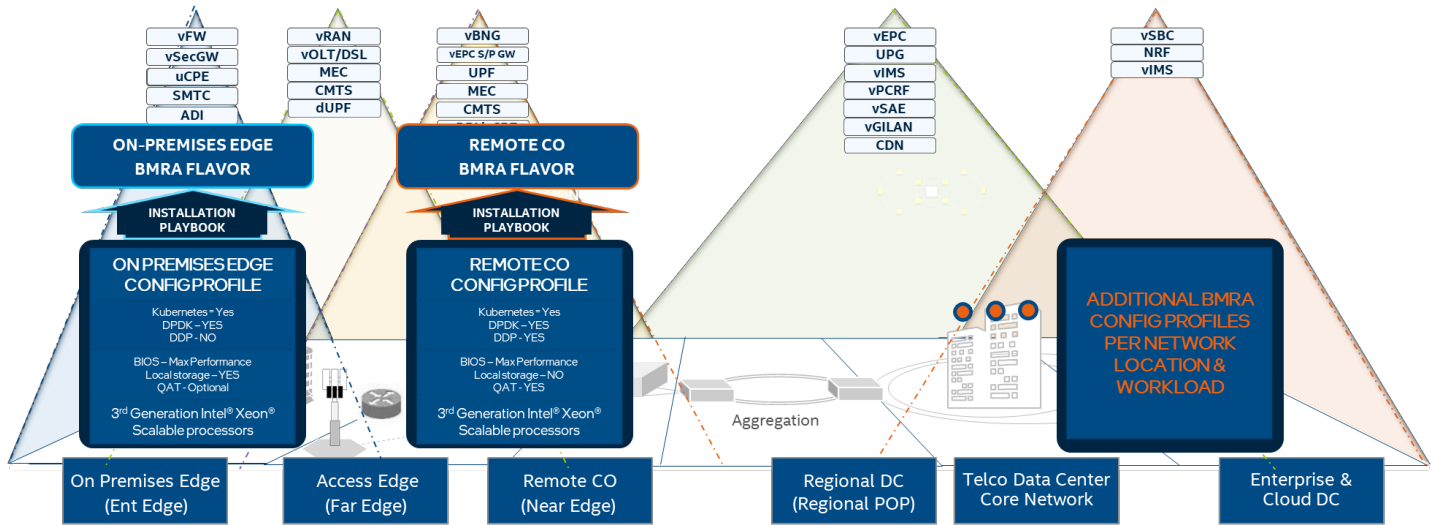 vFW
vSecGW
uCPE
SMTC
ADI
vRAN
vOLT/DSL
MEC
CMTS
dUPF
vBNG
vEPC S/P GW
UPF
MEC
CMTS
vEPC
UPG
vIMS
vPCRF
vSAE
vGILAN
CDN
vSBC
NRF
vIMS
ON-PREMISES EDGE
BMRA FLAVOR
INSTALLATION
PLAYBOOK
ON PREMISES EDGE
CONFIG PROFILE
Kubernetes = Yes
DPDK – YES
DDP - NO
BIOS – Max Performance
Local storage – YES
QAT - Optional
3rd Generation Intel® Xeon®
Scalable processors
REMOTE CO
BMRA FLAVOR
INSTALLATION
PLAYBOOK
REMOTE CO
CONFIG PROFILE
Kubernetes = Yes
DPDK – YES
DDP - YES
BIOS – Max Performance
Local storage – NO
QAT - YES
3rd Generation Intel® Xeon®
Scalable processors
Aggregation
ADDITIONAL BMRA
CONFIG PROFILES
PER NETWORK
LOCATION &
WORKLOAD
On Premises Edge
(Ent Edge)
Access Edge
(Far Edge)
Remote CO
(Near Edge)
Regional DC
(Regional POP)
Telco Data Center
Core Network
Enterprise &
Cloud DC